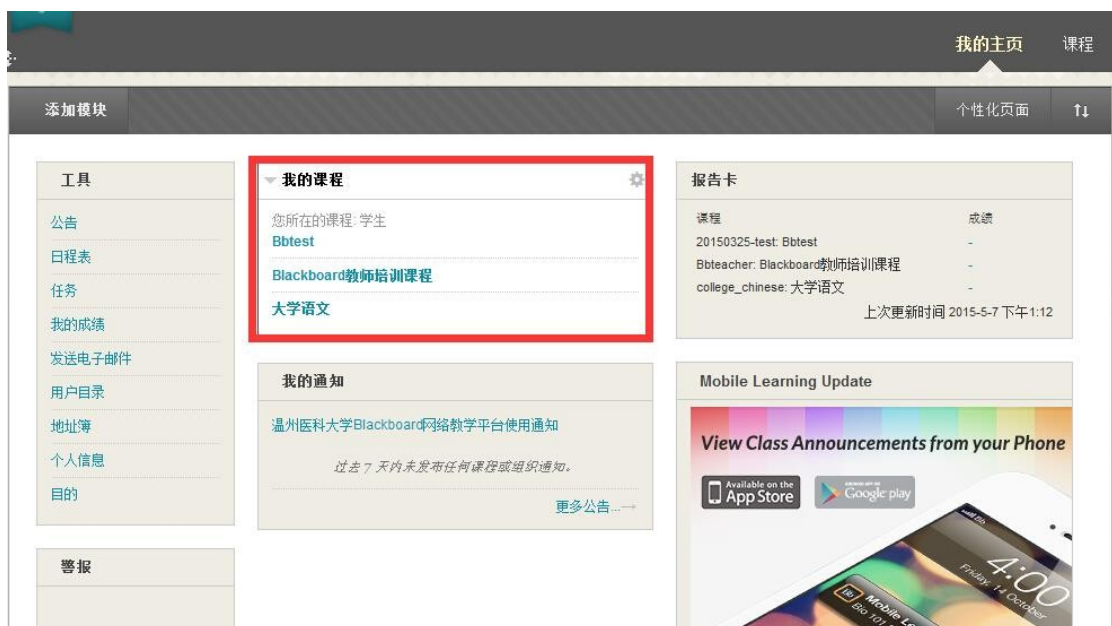 我的主页 课程
添加模块 个性化页面
工具
公告
日程表
任务
我的成绩
发送电子邮件
用户目录
地址簿
个人信息
目的
警报
我的课程
您所在的课程: 学生
Bbtest
Blackboard教师培训课程
大学语文
我的通知
温州医科大学Blackboard网络教学平台使用通知
过去 7 天内未发布任何课程或组织通知。
更多公告...→
报告卡
课程 成绩
20150325-test: Bbtest -
Bbteacher: Blackboard教师培训课程 -
college_chinese: 大学语文 -
上次更新时间 2015-5-7 下午1:12
Mobile Learning Update
View Class Announcements from your Phone
Available on the
App Store
Google play
4:00
Friday, 14 October
Mobile Le
Bio 101